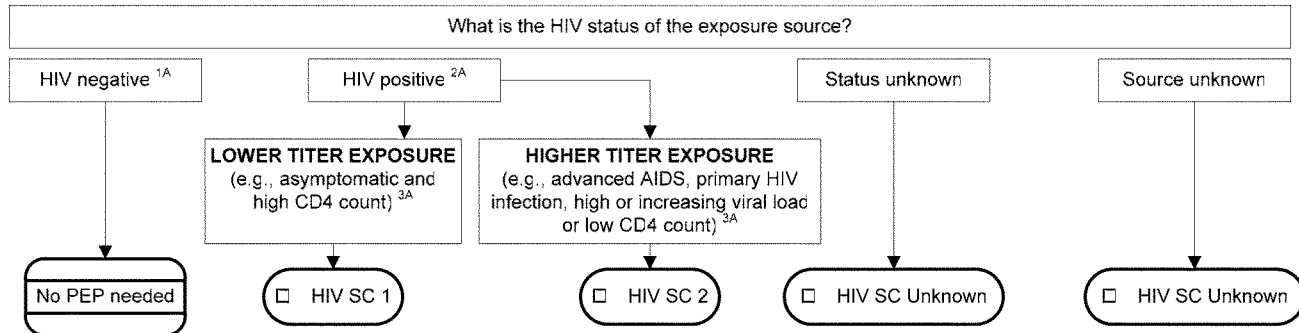 What is the HIV status of the exposure source?
HIV negative 1A
HIV positive 2A
Status unknown
Source unknown
LOWER TITER EXPOSURE
(e.g., asymptomatic and
high CD4 count) 3A
HIGHER TITER EXPOSURE
(e.g., advanced AIDS, primary HIV
infection, high or increasing viral load
or low CD4 count) 3A
No PEP needed
HIV SC 1
HIV SC 2
HIV SC Unknown
HIV SC Unknown